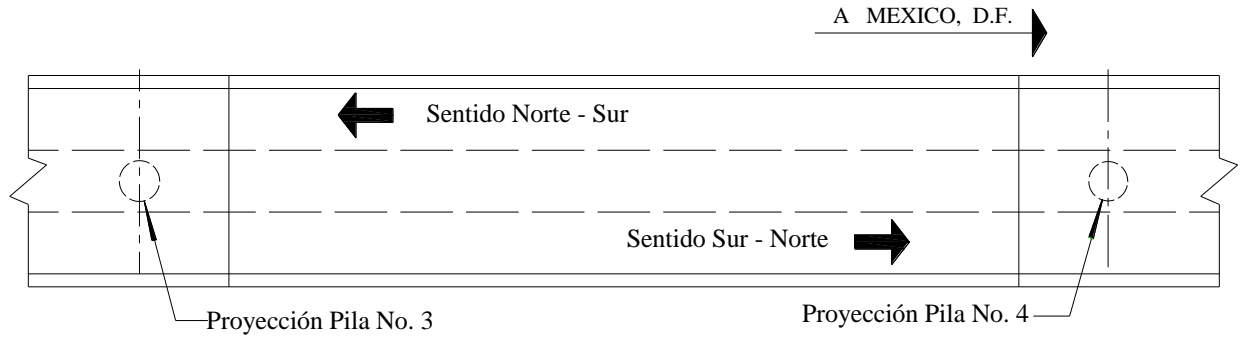 A MEXICO, D.F.
Sentido Norte - Sur
Sentido Sur - Norte
Proyección Pila No. 3
Proyección Pila No. 4